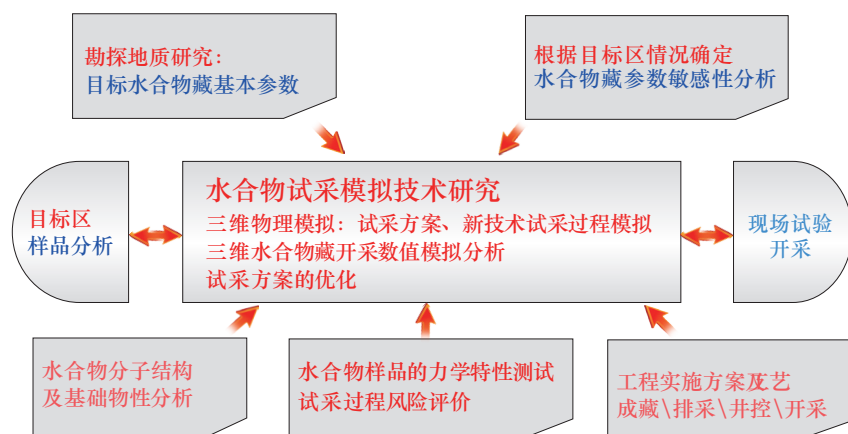 勘探地质研究：
目标水合物藏基本参数
根据目标区情况确定
水合物藏参数敏感性分析
目标区
样品分析
水合物试采模拟技术研究
三维物理模拟：试采方案、新技术试采过程模拟
三维水合物藏开采数值模拟分析
试采方案的优化
现场试验
开采
水合物分子结构
及基础物性分析
水合物样品的力学特性测试
试采过程风险评价
工程实施方案及工艺
成藏\排采\井控\开采